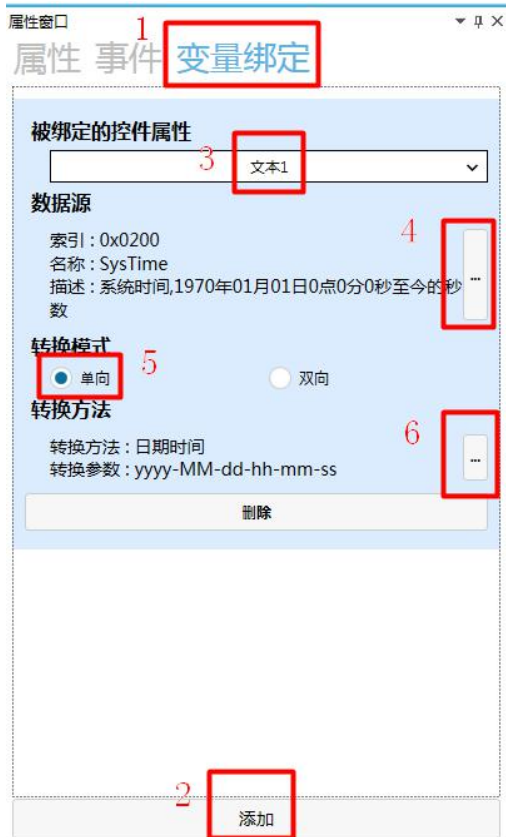 属性窗口
1
属性 事件 变量绑定
被绑定的控件属性
3
文本1
数据源
4
索引：0x0200
名称：SysTime
描述：系统时间,1970年01月01日0点0分0秒至今的秒
数
...
转换模式
5
单向
双向
转换方法
6
转换方法：日期时间
转换参数：yyyy-MM-dd-hh-mm-ss
...
删除
2
添加